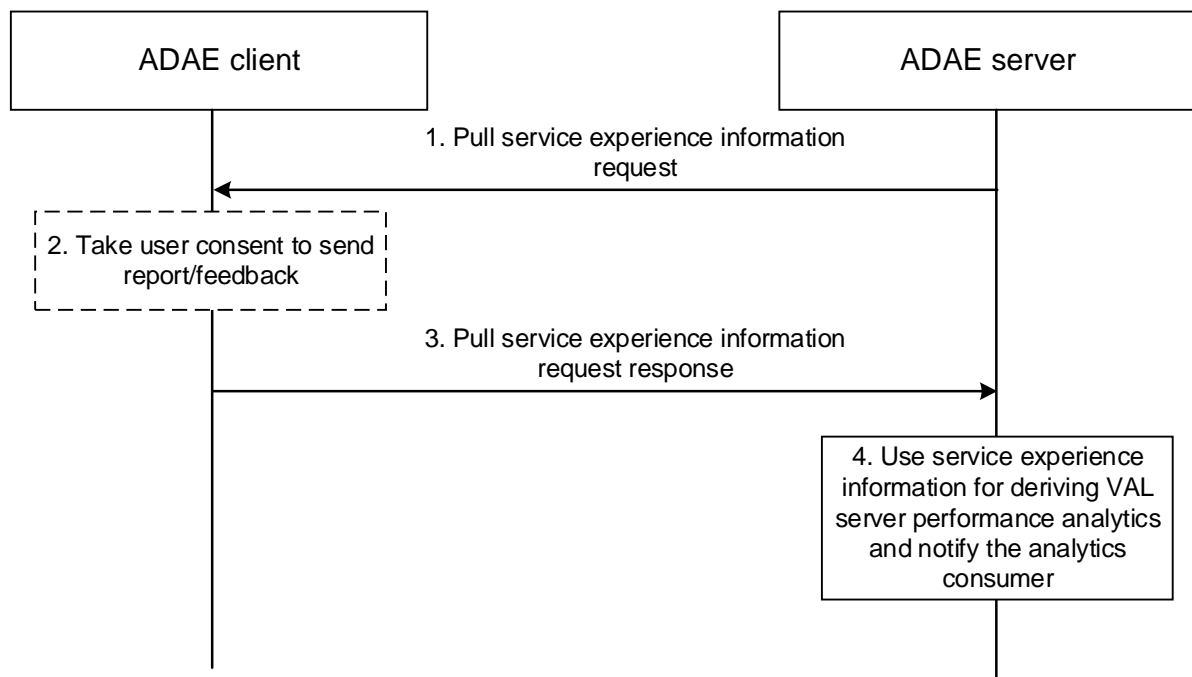 ADAE client
ADAE server
1. Pull service experience information
request
2. Take user consent to send
report/feedback
3. Pull service experience information
request response
4. Use service experience
information for deriving VAL
server performance analytics
and notify the analytics
consumer